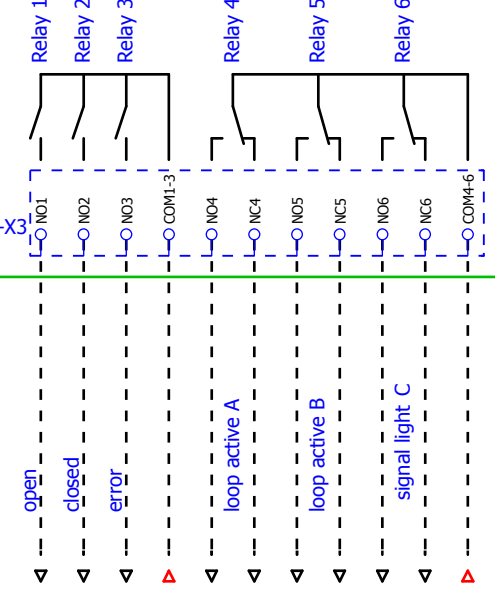 Relay 1
Relay 2
Relay 3
Relay 4
Relay 5
Relay 6
-X3
NO1
NO2
NO3
COM1-3
NO4
NC4
NO5
NC5
NO6
NC6
COM4-6
open
closed
error
loop active A
loop active B
signal light C